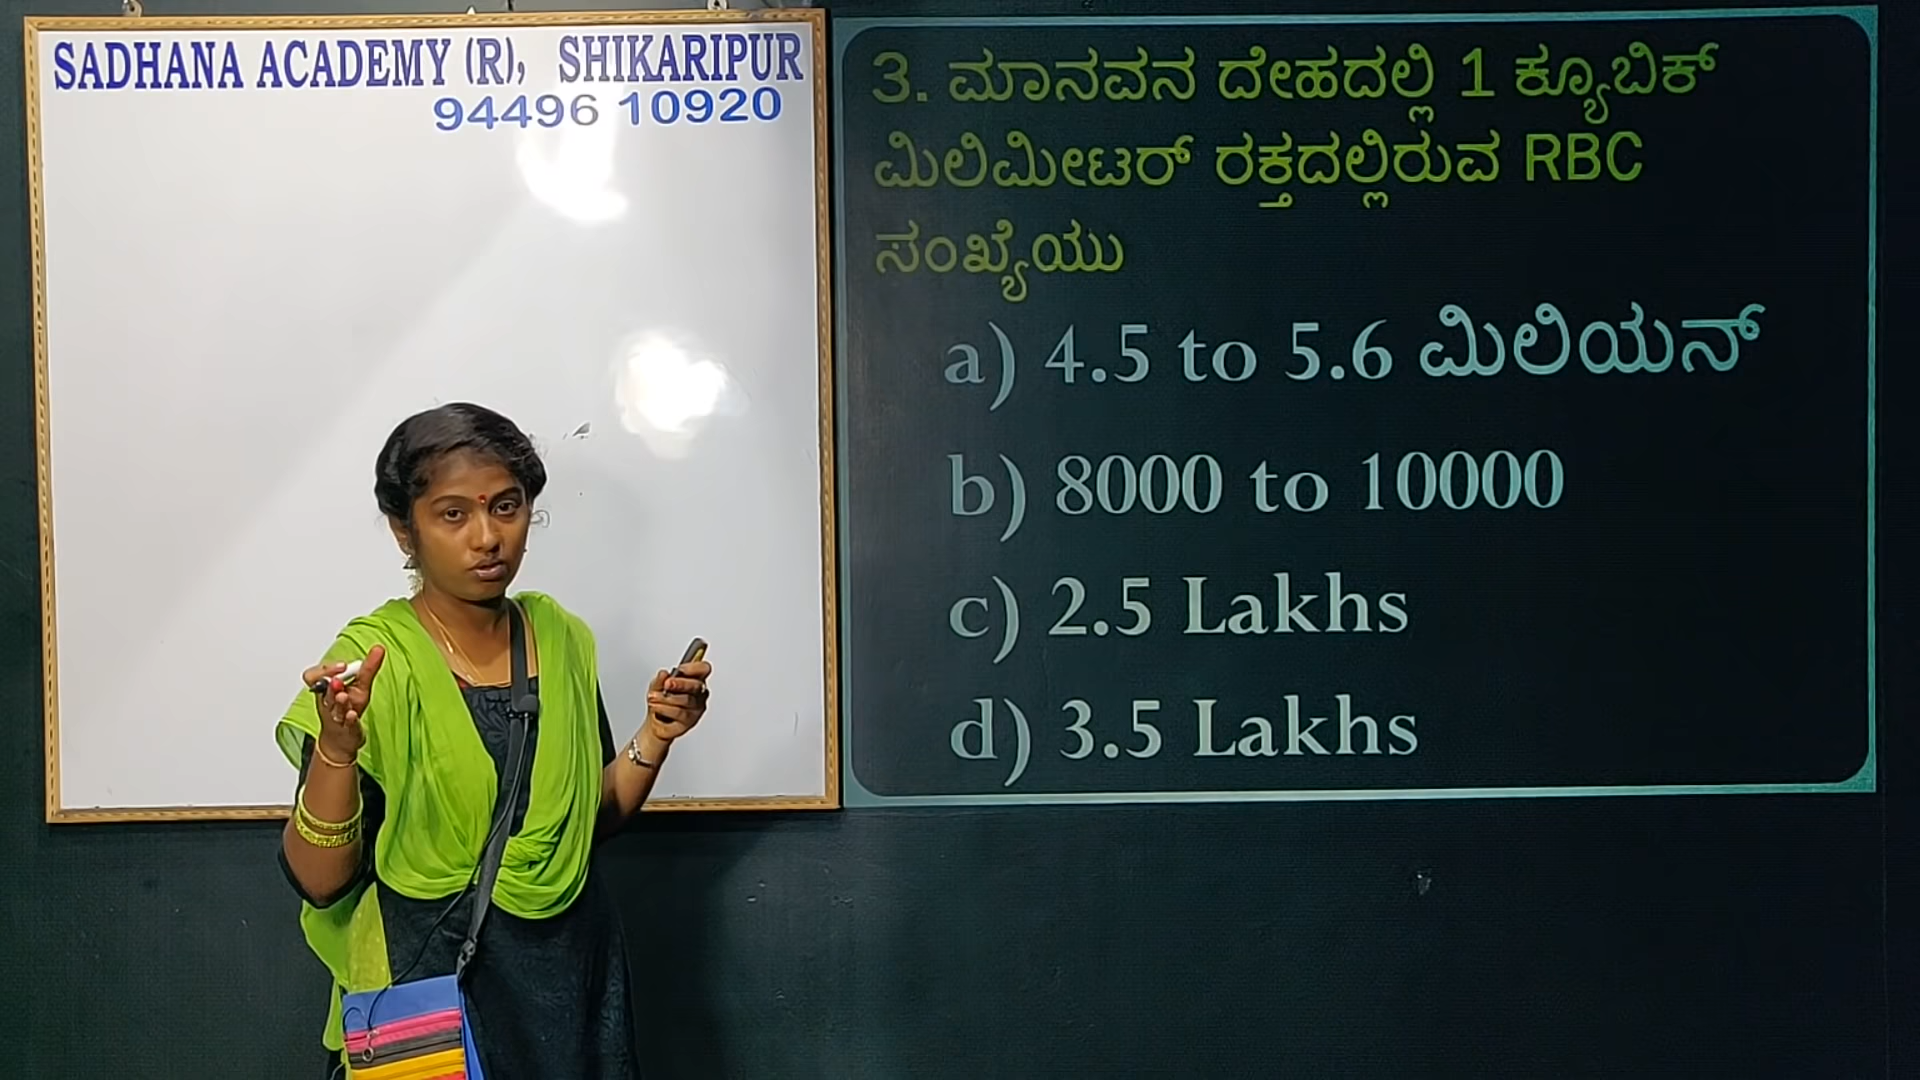 SADHANA ACADEMY (R), SHIKARIPUR
94496 10920
3. ಮಾನವನ ದೇಹದಲ್ಲಿ 1 ಕ್ಯೂಬಿಕ್
ಮಿಲಿಮೀಟರ್ ರಕ್ತದಲ್ಲಿರುವ RBC
ಸಂಖ್ಯೆಯು
a) 4.5 to 5.6 ಮಿಲಿಯನ್
b) 8000 to 10000
c) 2.5 Lakhs
d) 3.5 Lakhs